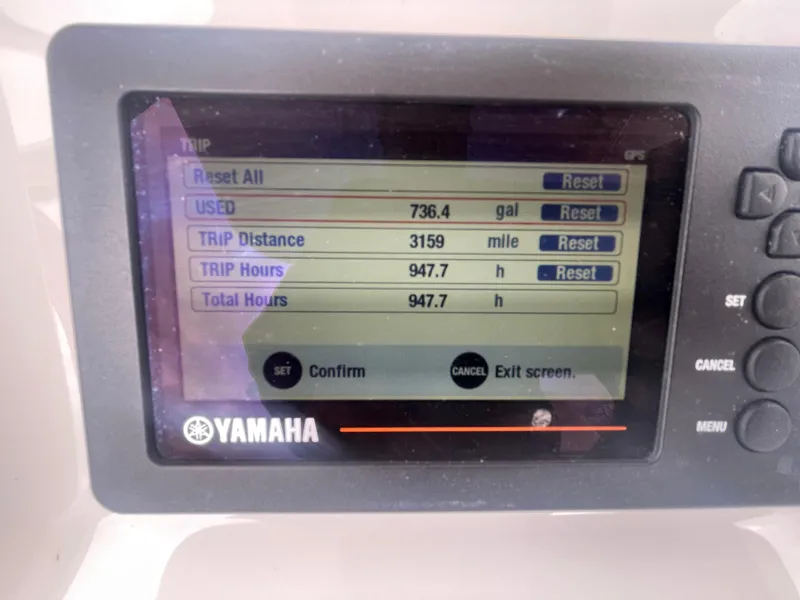 TRIP GPS
Reset All Reset
USED 736.4 gal Reset
TRIP Distance 3159 mile Reset
TRIP Hours 947.7 h Reset
Total Hours 947.7 h
SET
SET Confirm CANCEL Exit screen.
CANCEL
YAMAHA
MENU